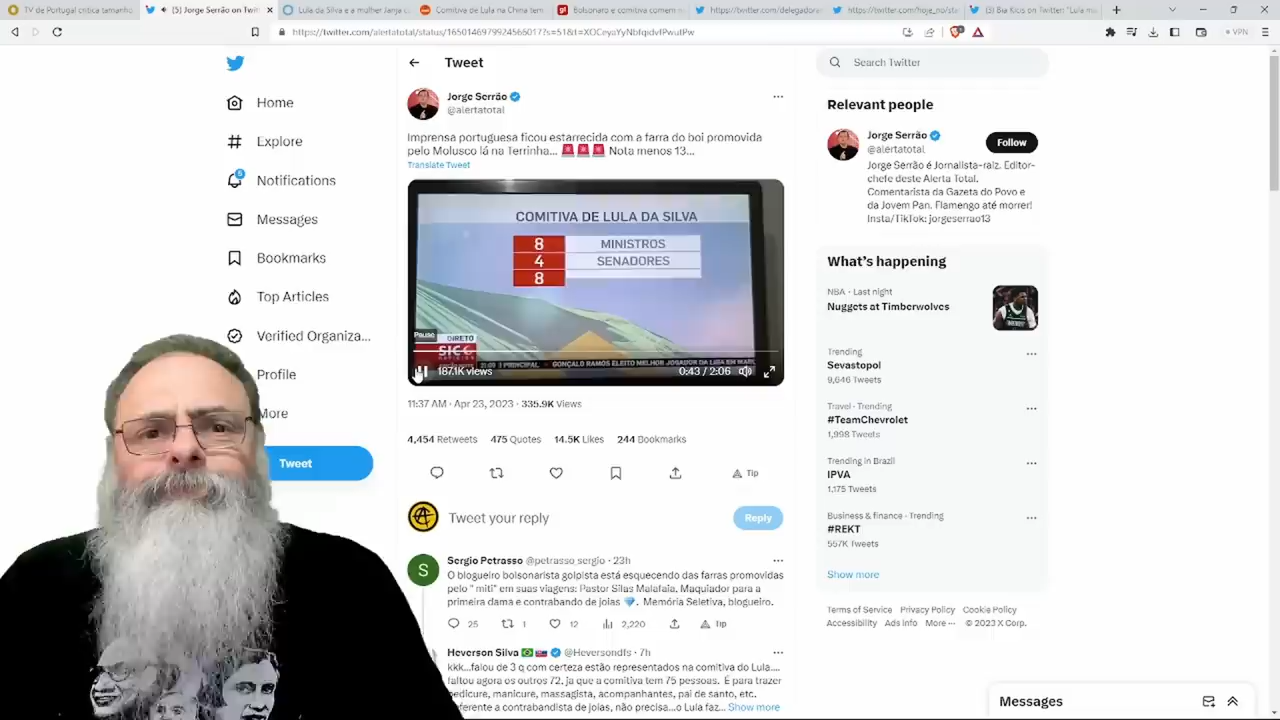 TV de Portugal critica tamanho
(5) Jorge Serrão on Twit
Lula da Silva e a mulher Janja c
Comitiva de Lula na China tem
Bolsonaro e comitiva comem n
https://twitter.com/delegador
https://twitter.com/hoje_no/st
(3) Bia Kicis on Twitter "Lula mu
VPN
Home
Explore
6
Notifications
Messages
Bookmarks
Top Articles
Verified Organiza...
Profile
More
Tweet
Tweet
Jorge Serrão
@alertatotal
Imprensa portuguesa ficou estarrecida com a farra do boi promovida
pelo Molusco lá na Terrinha... 🚨🚨🚨 Nota menos 13...
Translate Tweet
COMITIVA DE LULA DA SILVA
8 MINISTROS
4 SENADORES
8
Pause
DIRETO
SIC
NOTÍCIAS
PRINCIPAL
GONÇALO RAMOS ELEITO MELHOR JOGADOR DA LIGA EM MAR
187.1K views
0:43 / 2:06
11:37 AM · Apr 23, 2023 · 335.9K Views
4,454 Retweets 475 Quotes 14.5K Likes 244 Bookmarks
Tip
Tweet your reply
Reply
S
Sergio Petrasso @petrasso_sergio · 23h
O blogueiro bolsonarista golpista está esquecendo das farras promovidas
pelo " miti" em suas viagens: Pastor Silas Malafaia, Maquiador para a
primeira dama e contrabando de joias 💎. Memória Seletiva, blogueiro.
25 1 12 2,220 Tip
Heverson Silva @Heversondfs · 7h
kkk...falou de 3 q com certeza estão representados na comitiva do Lula....
faltou agora os outros 72, ja que a comitiva tem 75 pessoas. É para trazer
pedicure, manicure, massagista, acompanhantes, pai de santo, etc.
eferente a contrabandista de joias, não precisa...o Lula faz... Show more
Search Twitter
Relevant people
Jorge Serrão
@alertatotal
Follow
Jorge Serrão é Jornalista-raiz. Editor-
chefe deste Alerta Total.
Comentarista da Gazeta do Povo e
da Jovem Pan. Flamengo até morrer!
Insta/TikTok: jorgeserrao13
What's happening
NBA · Last night
Nuggets at Timberwolves
Trending
Sevastopol
9,646 Tweets
Travel · Trending
#TeamChevrolet
1,998 Tweets
Trending in Brazil
IPVA
1,175 Tweets
Business & finance · Trending
#REKT
557K Tweets
Show more
Terms of Service Privacy Policy Cookie Policy
Accessibility Ads info More ··· © 2023 X Corp.
Messages